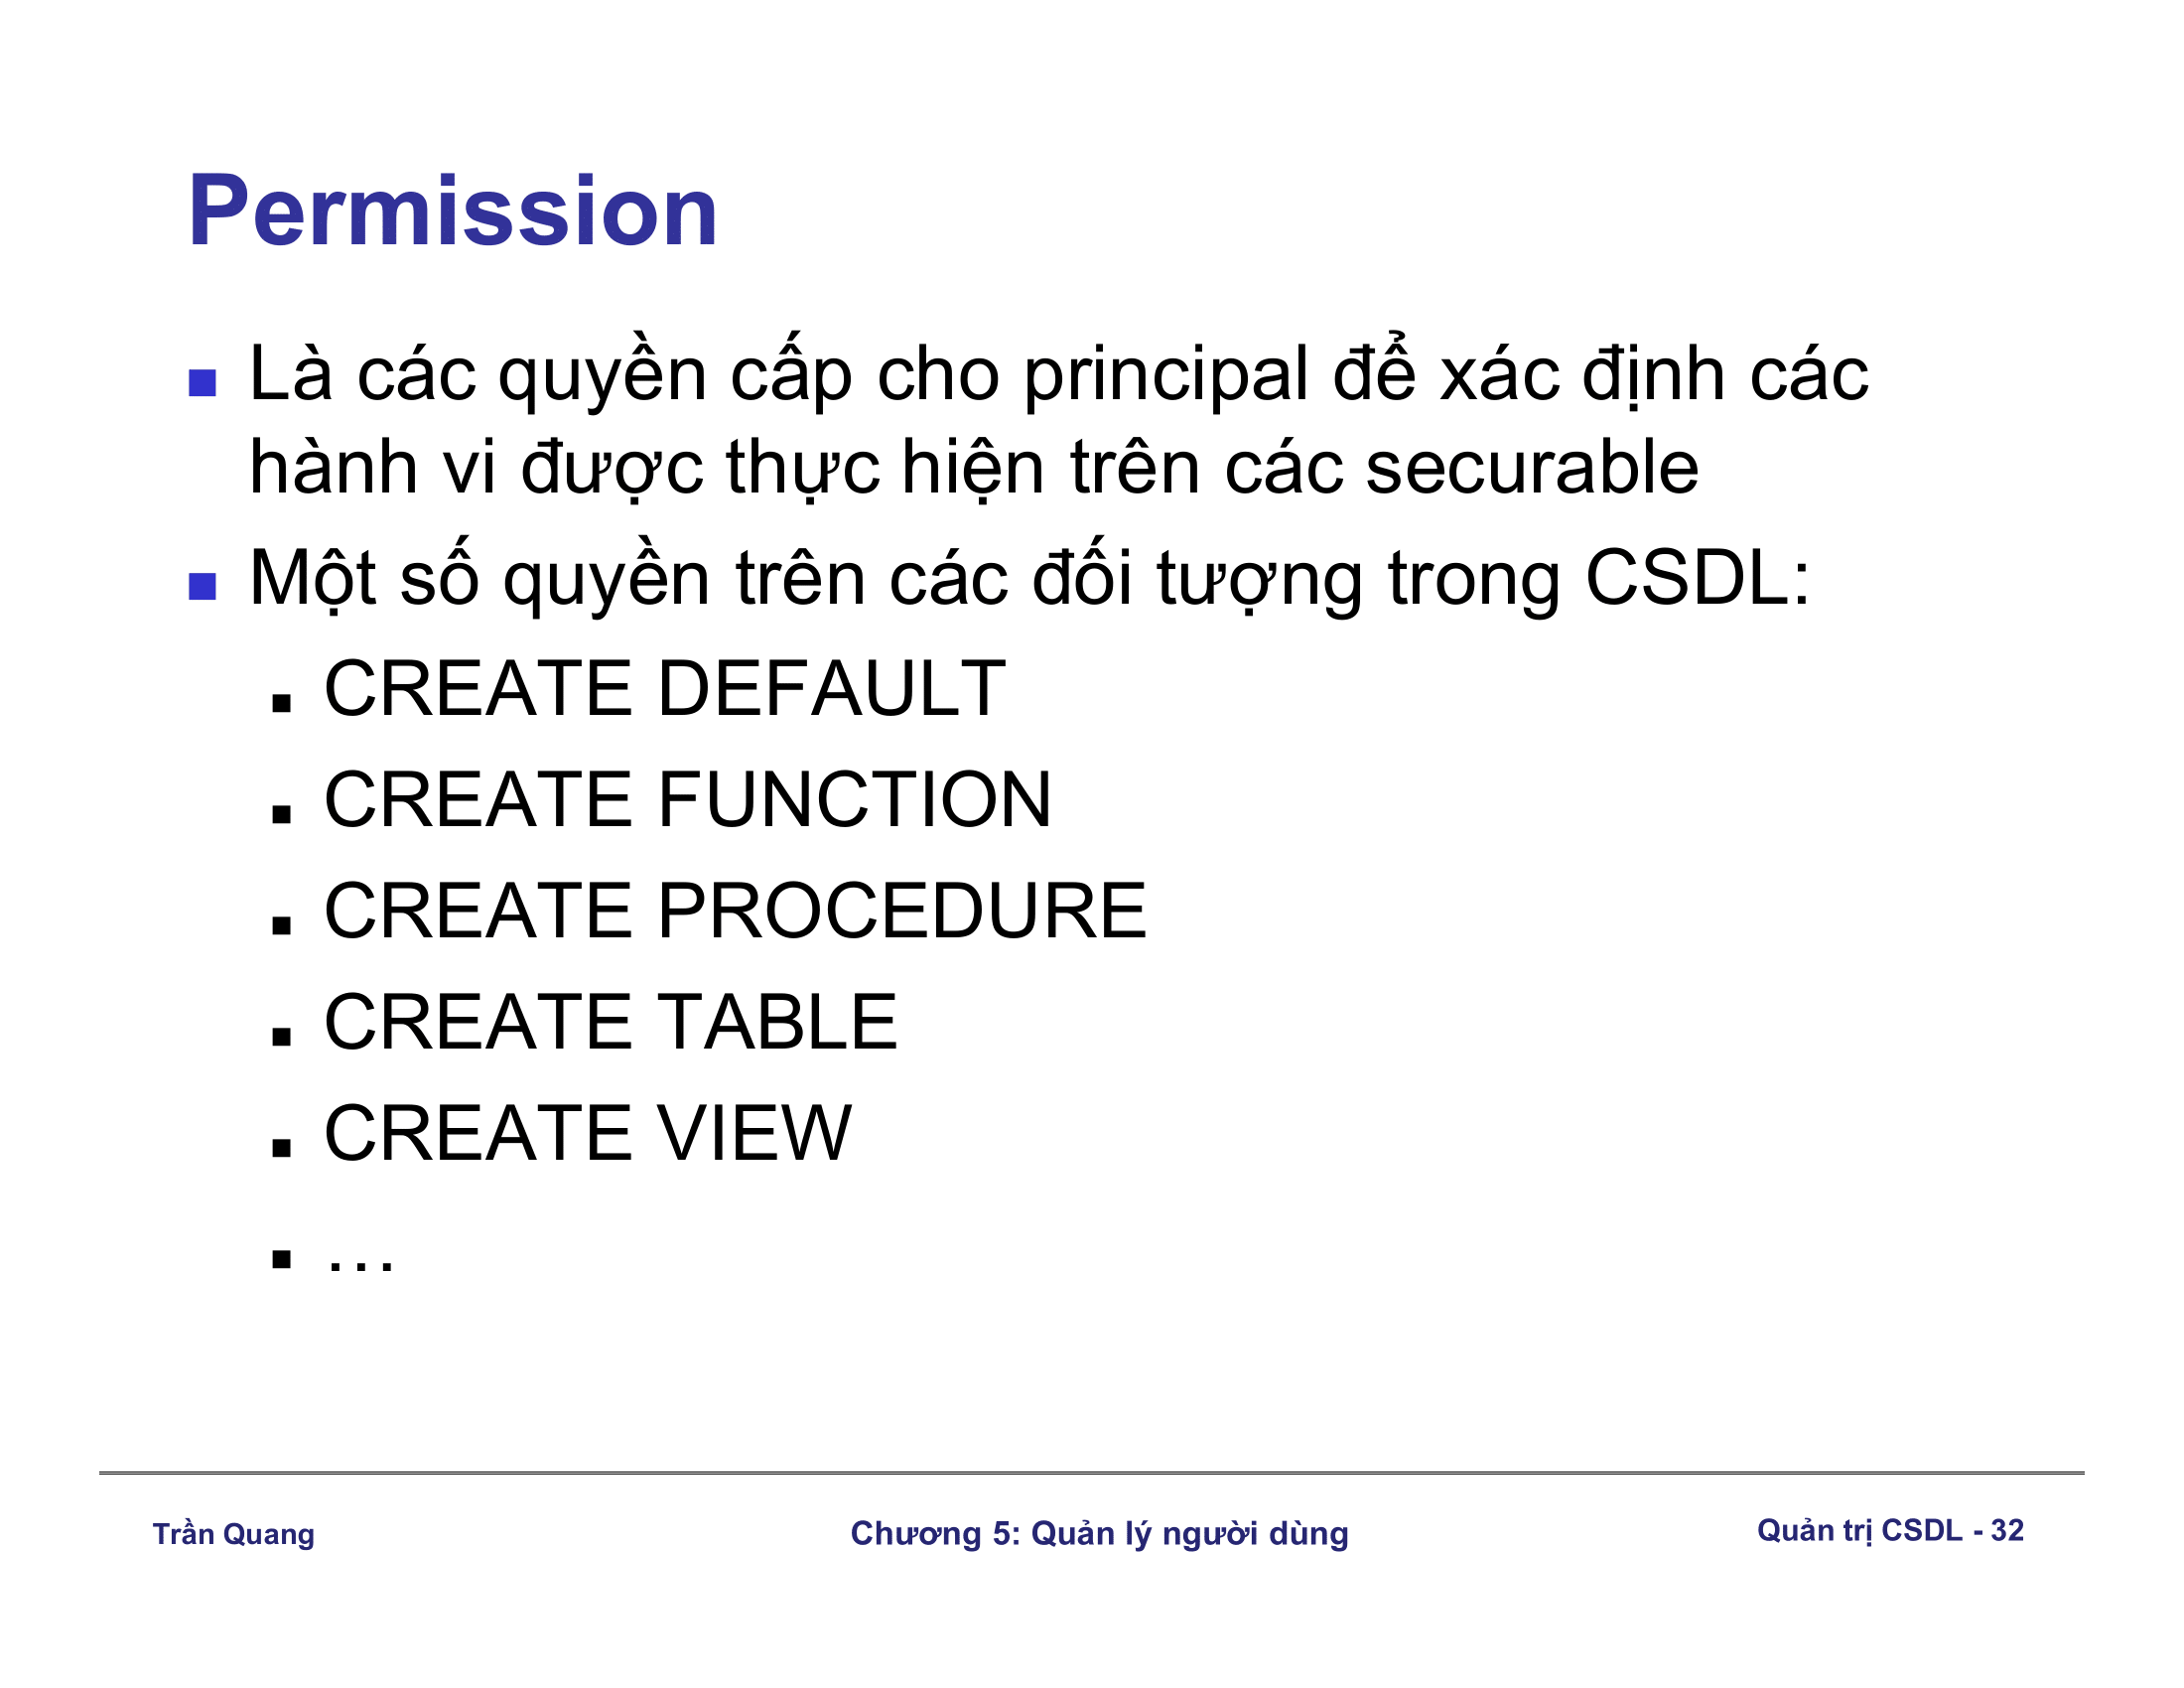 Permission
Là các quyền cấp cho principal để xác định các
hành vi được thực hiện trên các securable
Một số quyền trên các đối tượng trong CSDL:
CREATE DEFAULT
CREATE FUNCTION
CREATE PROCEDURE
CREATE TABLE
CREATE VIEW
…
Trần Quang
Chương 5: Quản lý người dùng
Quản trị CSDL - 32